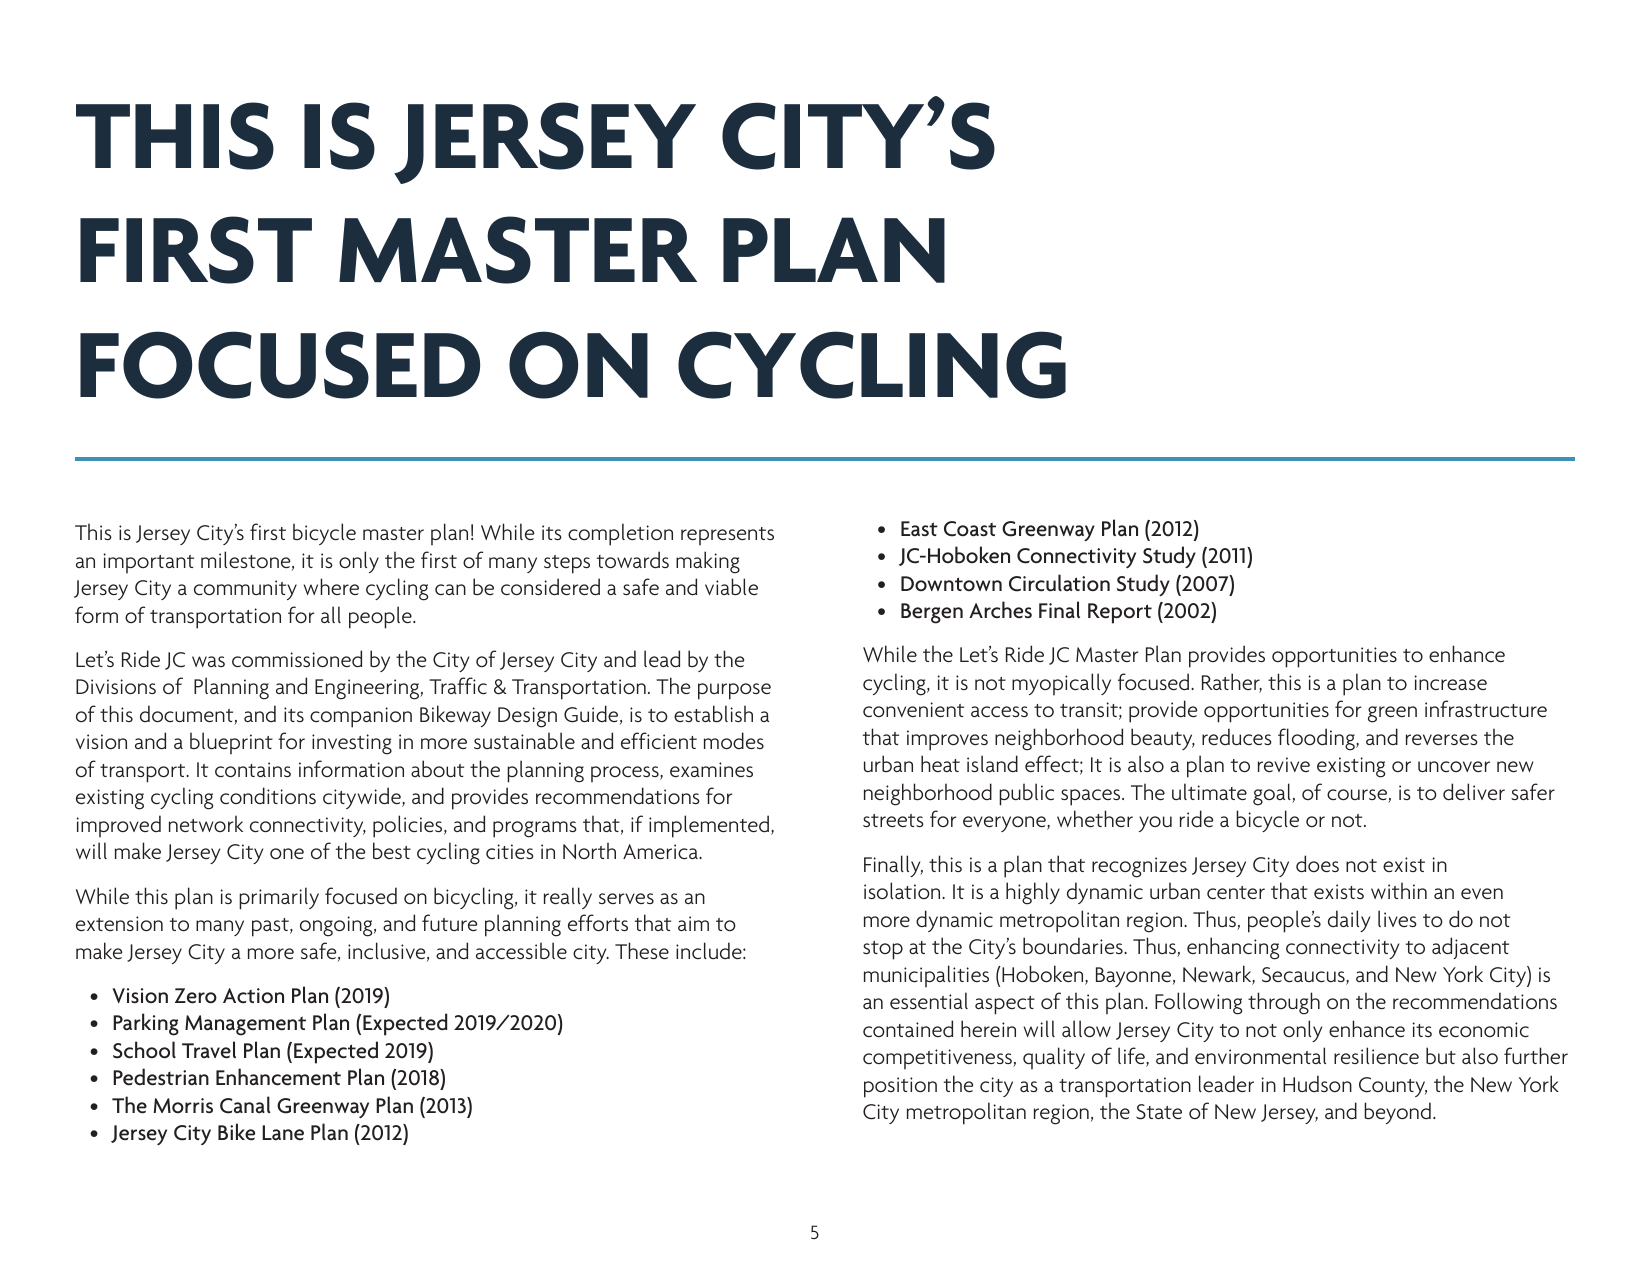 THIS IS JERSEY CITY’S
FIRST MASTER PLAN
FOCUSED ON CYCLING
This is Jersey City’s first bicycle master plan! While its completion represents
an important milestone, it is only the first of many steps towards making
Jersey City a community where cycling can be considered a safe and viable
form of transportation for all people.
Let’s Ride JC was commissioned by the City of Jersey City and lead by the
Divisions of  Planning and Engineering, Traffic & Transportation. The purpose
of this document, and its companion Bikeway Design Guide, is to establish a
vision and a blueprint for investing in more sustainable and efficient modes
of transport. It contains information about the planning process, examines
existing cycling conditions citywide, and provides recommendations for
improved network connectivity, policies, and programs that, if implemented,
will make Jersey City one of the best cycling cities in North America.
While this plan is primarily focused on bicycling, it really serves as an
extension to many past, ongoing, and future planning efforts that aim to
make Jersey City a more safe, inclusive, and accessible city. These include:
• Vision Zero Action Plan (2019)
• Parking Management Plan (Expected 2019/2020)
• School Travel Plan (Expected 2019)
• Pedestrian Enhancement Plan (2018)
• The Morris Canal Greenway Plan (2013)
• Jersey City Bike Lane Plan (2012)
• East Coast Greenway Plan (2012)
• JC-Hoboken Connectivity Study (2011)
• Downtown Circulation Study (2007)
• Bergen Arches Final Report (2002)
While the Let’s Ride JC Master Plan provides opportunities to enhance
cycling, it is not myopically focused. Rather, this is a plan to increase
convenient access to transit; provide opportunities for green infrastructure
that improves neighborhood beauty, reduces flooding, and reverses the
urban heat island effect; It is also a plan to revive existing or uncover new
neighborhood public spaces. The ultimate goal, of course, is to deliver safer
streets for everyone, whether you ride a bicycle or not.
Finally, this is a plan that recognizes Jersey City does not exist in
isolation. It is a highly dynamic urban center that exists within an even
more dynamic metropolitan region. Thus, people’s daily lives to do not
stop at the City’s boundaries. Thus, enhancing connectivity to adjacent
municipalities (Hoboken, Bayonne, Newark, Secaucus, and New York City) is
an essential aspect of this plan. Following through on the recommendations
contained herein will allow Jersey City to not only enhance its economic
competitiveness, quality of life, and environmental resilience but also further
position the city as a transportation leader in Hudson County, the New York
City metropolitan region, the State of New Jersey, and beyond.
5